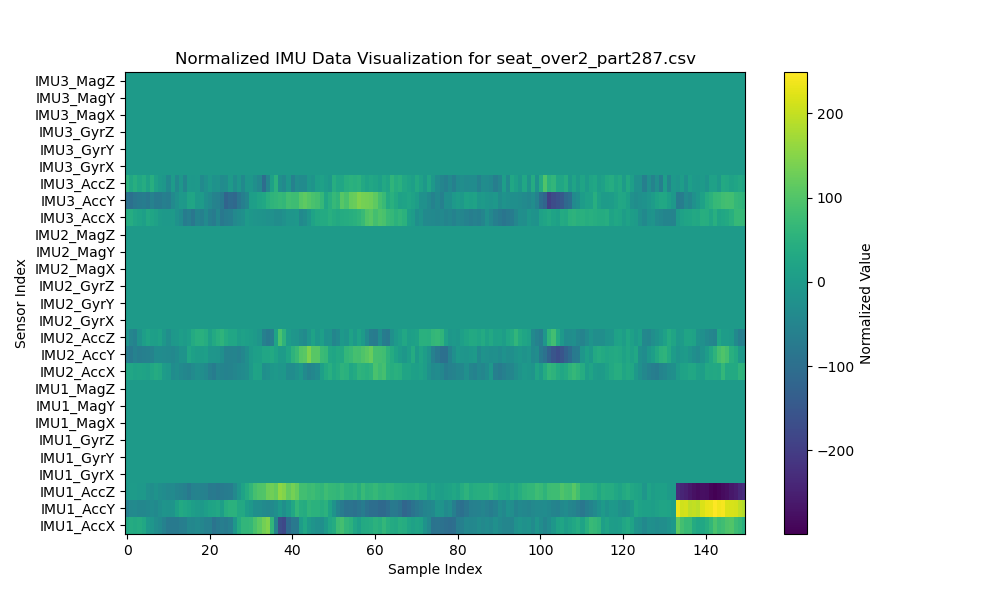 Normalized IMU Data Visualization for seat_over2_part287.csv
IMU3_MagZ
IMU3_MagY
IMU3_MagX
IMU3_GyrZ
IMU3_GyrY
IMU3_GyrX
IMU3_AccZ
IMU3_AccY
IMU3_AccX
IMU2_MagZ
IMU2_MagY
IMU2_MagX
IMU2_GyrZ
IMU2_GyrY
IMU2_GyrX
IMU2_AccZ
IMU2_AccY
IMU2_AccX
IMU1_MagZ
IMU1_MagY
IMU1_MagX
IMU1_GyrZ
IMU1_GyrY
IMU1_GyrX
IMU1_AccZ
IMU1_AccY
IMU1_AccX
Sensor Index
0 20 40 60 80 100 120 140
Sample Index
200
100
0
−100
−200
Normalized Value